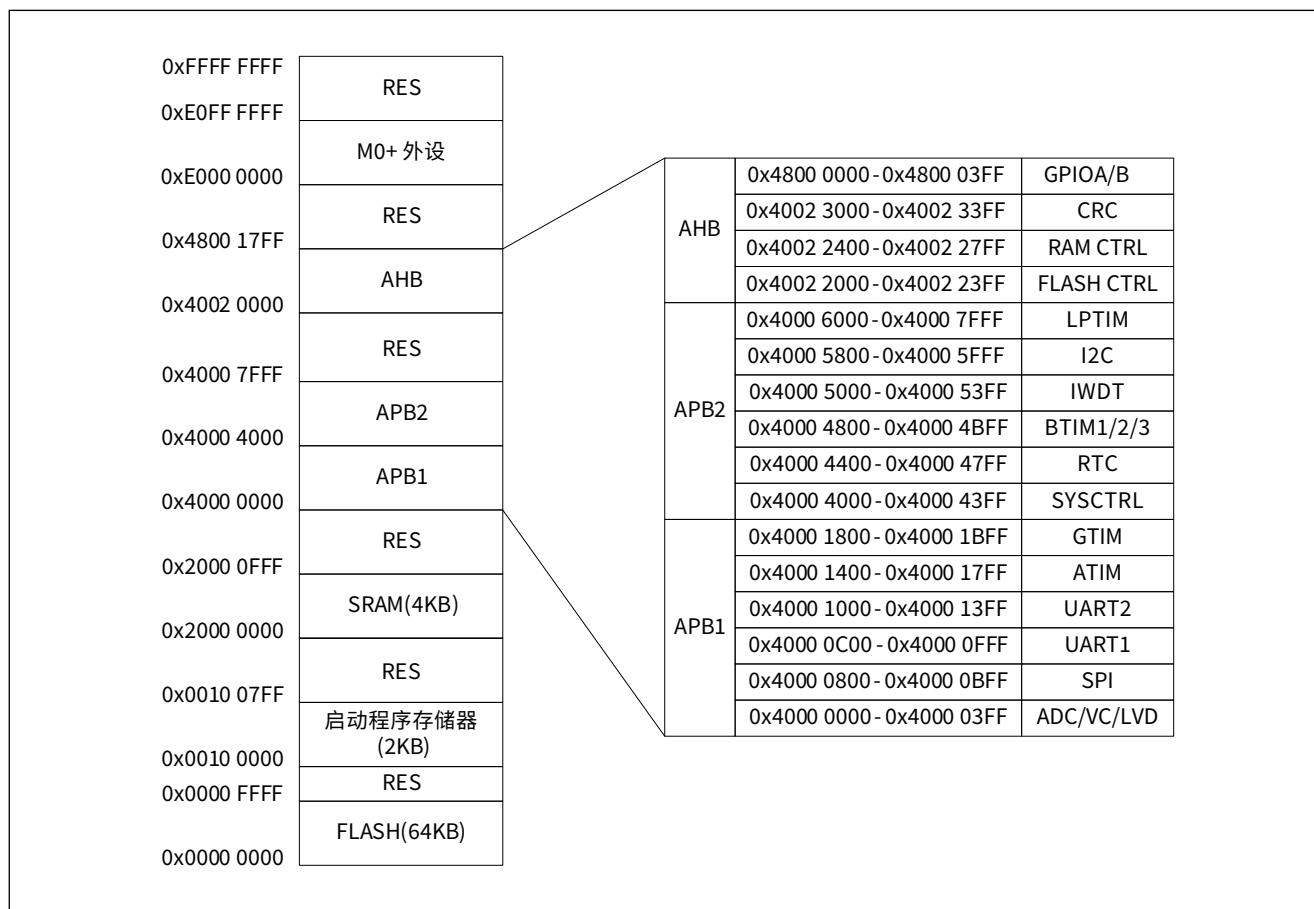 0xFFFF FFFF
RES
0xE0FF FFFF
M0+ 外设
0xE000 0000
RES
0x4800 17FF
AHB
0x4002 0000
RES
0x4000 7FFF
APB2
0x4000 4000
APB1
0x4000 0000
RES
0x2000 0FFF
SRAM(4KB)
0x2000 0000
RES
0x0010 07FF
启动程序存储器
(2KB)
0x0010 0000
RES
0x0000 FFFF
FLASH(64KB)
0x0000 0000
AHB
0x4800 0000-0x4800 03FF GPIOA/B
0x4002 3000-0x4002 33FF CRC
0x4002 2400-0x4002 27FF RAM CTRL
0x4002 2000-0x4002 23FF FLASH CTRL
APB2
0x4000 6000-0x4000 7FFF LPTIM
0x4000 5800-0x4000 5FFF I2C
0x4000 5000-0x4000 53FF IWDT
0x4000 4800-0x4000 4BFF BTIM1/2/3
0x4000 4400-0x4000 47FF RTC
0x4000 4000-0x4000 43FF SYSCTRL
APB1
0x4000 1800-0x4000 1BFF GTIM
0x4000 1400-0x4000 17FF ATIM
0x4000 1000-0x4000 13FF UART2
0x4000 0C00-0x4000 0FFF UART1
0x4000 0800-0x4000 0BFF SPI
0x4000 0000-0x4000 03FF ADC/VC/LVD